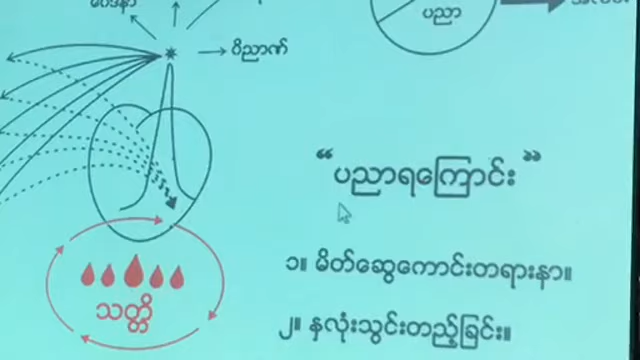 ဝိညာဏ်
ပညာ
“ပညာရကြောင်း”
၁။ မိတ်ဆွေကောင်းတရားနာ။
၂။ နှလုံးသွင်းတည့်ခြင်း။
သတ္တိ